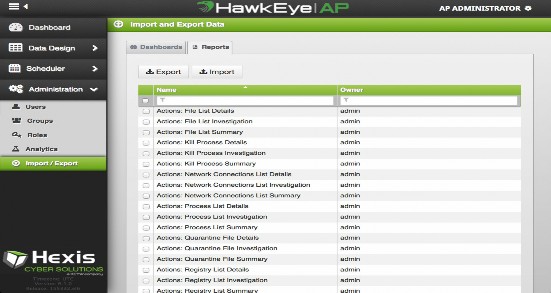 HawkEye|AP
AP ADMINISTRATOR
Dashboard
Import and Export Data
Data Design
Dashboards
Reports
Scheduler
Export
Import
Administration
Name
Owner
Users
Groups
Roles
Analytics
Import / Export
Actions: File List Details admin
Actions: File List Investigation admin
Actions: File List Summary admin
Actions: Kill Process Details admin
Actions: Kill Process Investigation admin
Actions: Kill Process Summary admin
Actions: Network Connections List Details admin
Actions: Network Connections List Investigation admin
Actions: Network Connections List Summary admin
Actions: Process List Details admin
Actions: Process List Investigation admin
Actions: Process List Summary admin
Actions: Quarantine File Details admin
Actions: Quarantine File Investigation admin
Actions: Quarantine File Summary admin
Actions: Registry List Details admin
Actions: Registry List Investigation admin
Actions: Registry List Summary admin
Hexis
CYBER SOLUTIONS